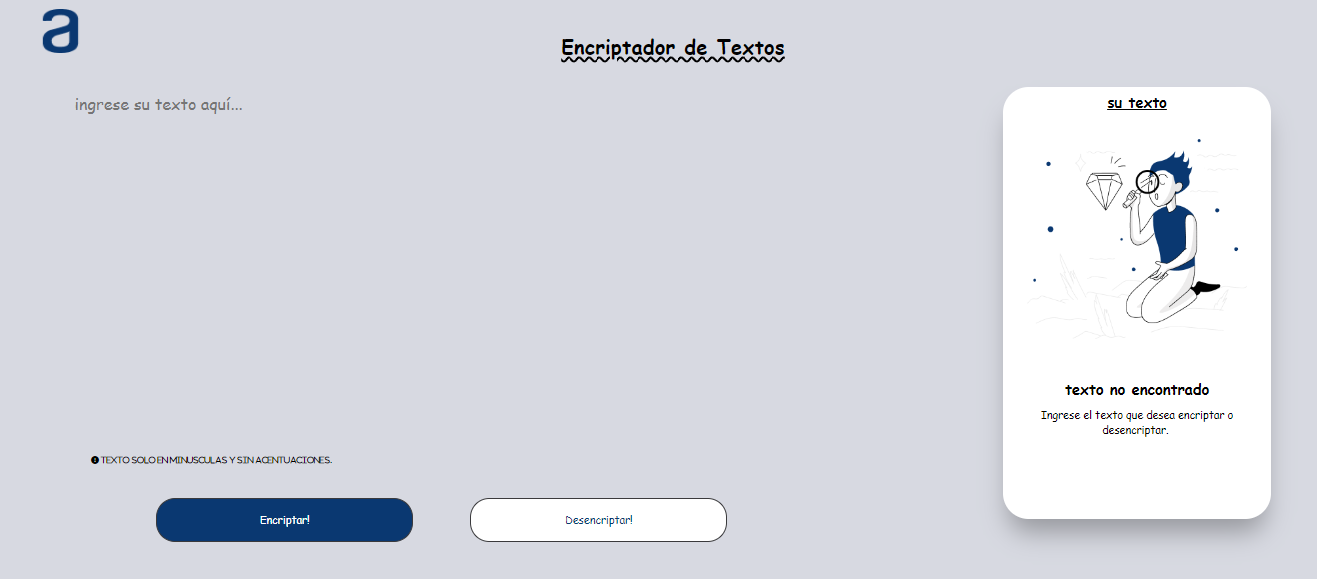 a
Encriptador de Textos
ingrese su texto aquí...
su texto
texto no encontrado
Ingrese el texto que desea encriptar o
desencriptar.
TEXTO SOLO EN MINUSCULAS Y SIN ACENTUACIONES.
Encriptar!
Desencriptar!